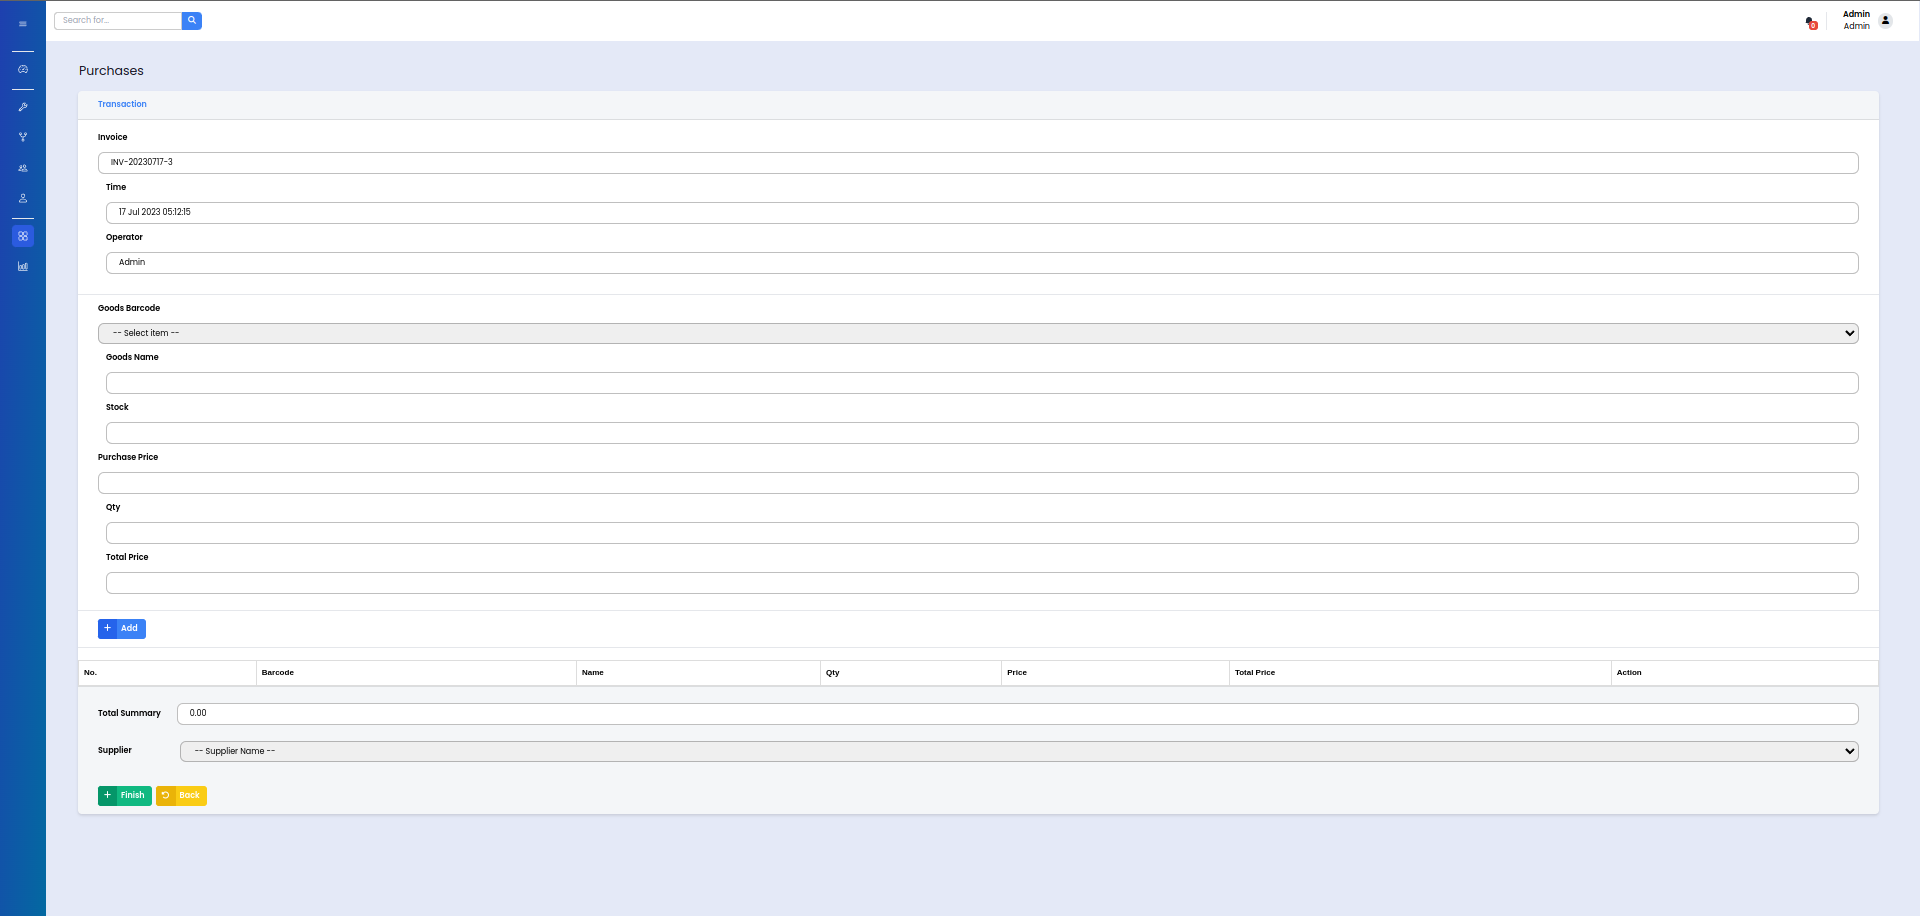 Search for...
Admin
Admin
Purchases
Transaction
Invoice
INV-20230717-3
Time
17 Jul 2023 05:12:15
Operator
Admin
Goods Barcode
-- Select item --
Goods Name
Stock
Purchase Price
Qty
Total Price
Add
No. Barcode Name Qty Price Total Price Action
Total Summary 0.00
Supplier -- Supplier Name --
Finish Back